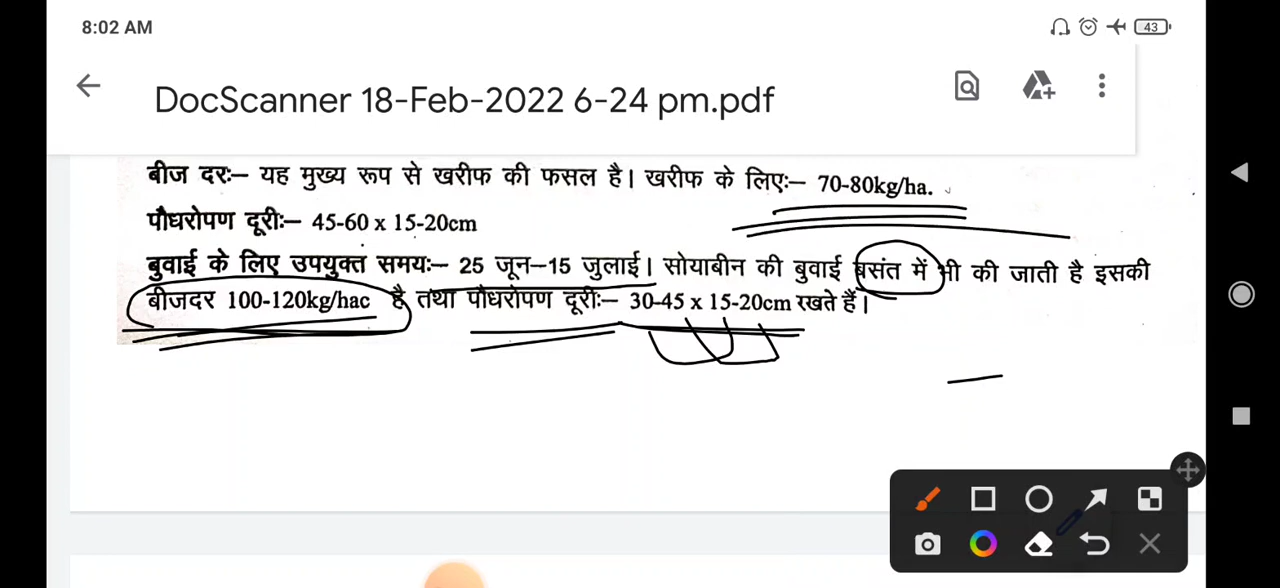 8:02 AM
43
DocScanner 18-Feb-2022 6-24 pm.pdf
बीज दरः– यह मुख्य रूप से खरीफ की फसल है। खरीफ के लिएः– 70-80kg/ha.
पौधरोपण दूरीः– 45-60 x 15-20cm
बुवाई के लिए उपयुक्त समयः– 25 जून–15 जुलाई। सोयाबीन की बुवाई बसंत में भी की जाती है इसकी
बीजदर 100-120kg/hac है तथा पौधरोपण दूरीः– 30-45 x 15-20cm रखते हैं।